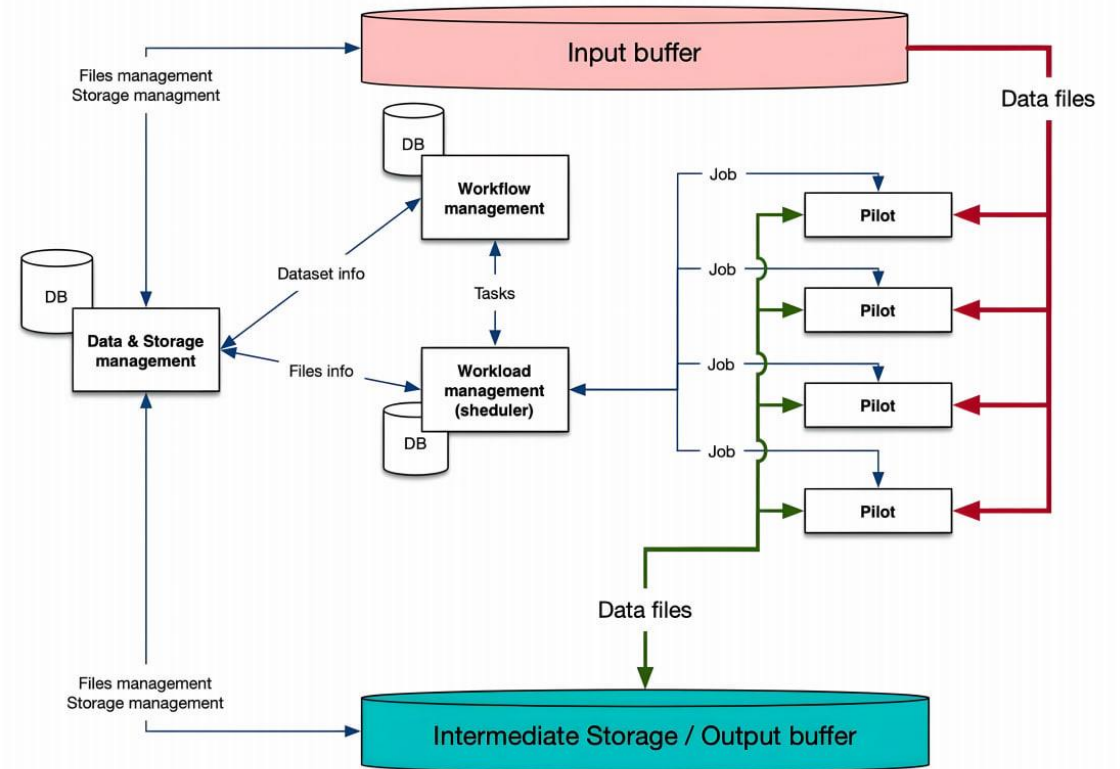 Input buffer
Files management
Storage managment
Data files
DB
Workflow
management
Job
Pilot
Dataset info
Tasks
Job
Pilot
DB
Data & Storage
management
Files info
Workload
management
(sheduler)
DB
Job
Pilot
Job
Pilot
Data files
Files management
Storage management
Intermediate Storage / Output buffer